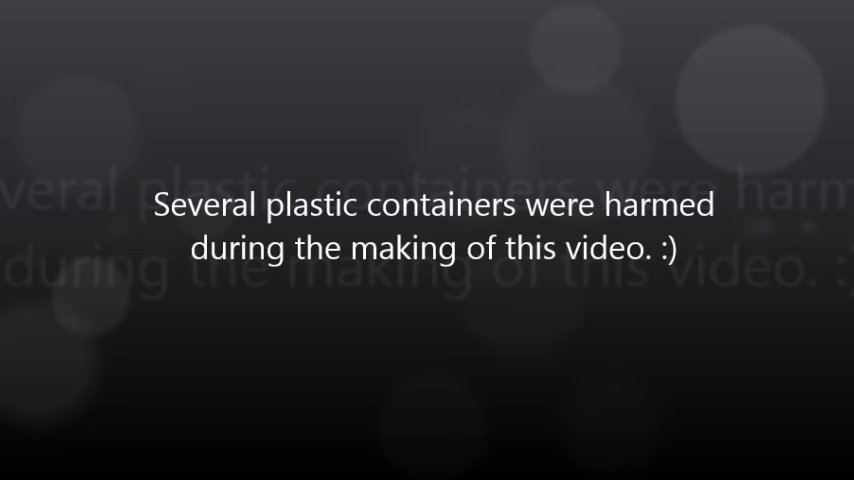 Several plastic containers were harmed
during the making of this video. :)